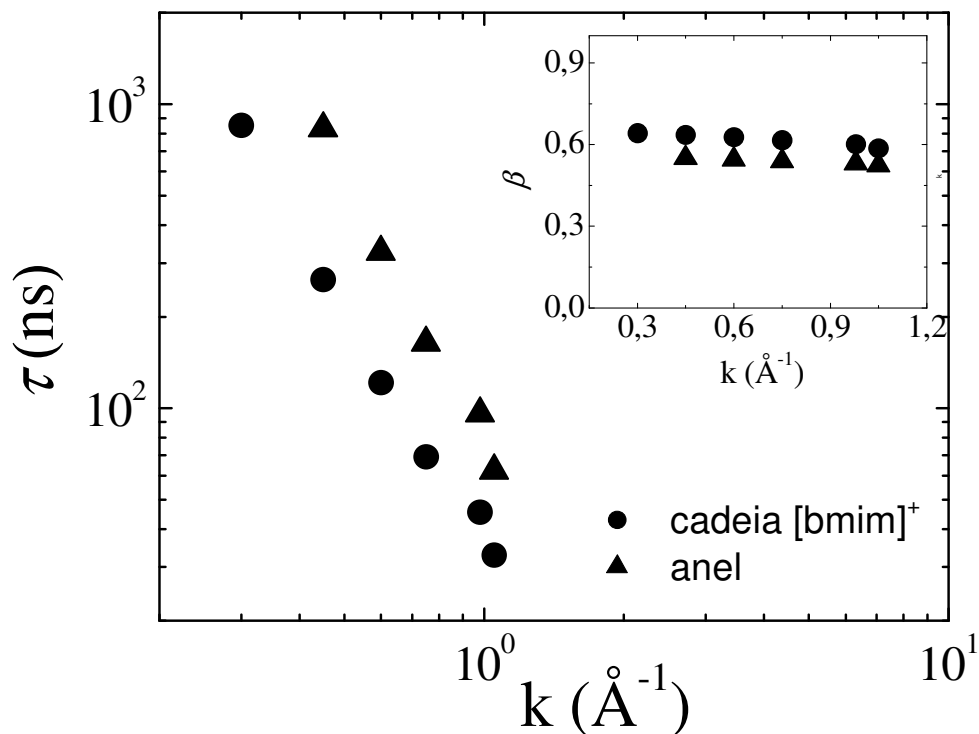 10³
10²
τ (ns)
10⁰
10¹
k (Å⁻¹)
cadeia [bmim]⁺
anel
0,9
0,6
0,3
0,0
β
0,3 0,6 0,9 1,2
k (Å⁻¹)